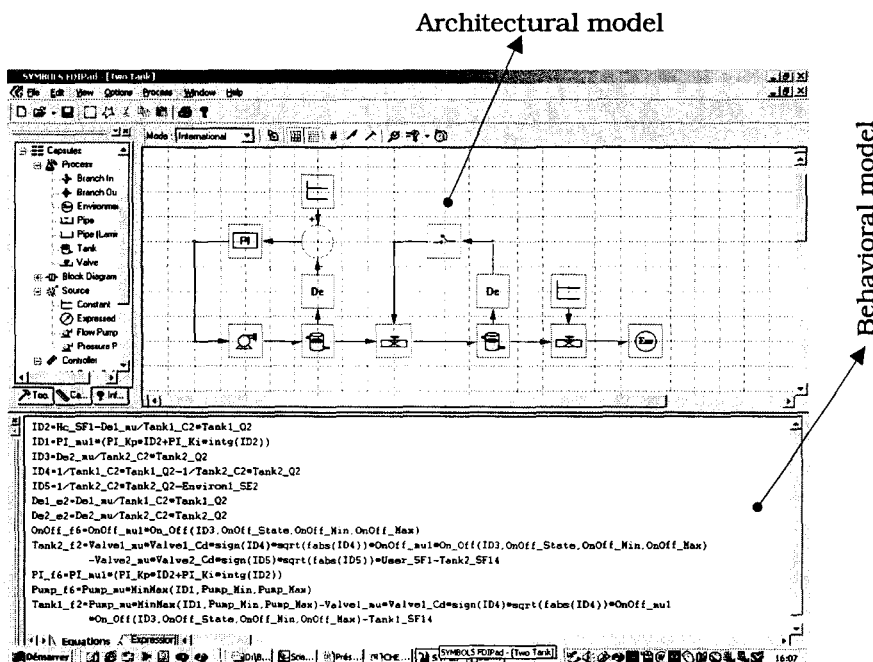 Architectural model
SYMBOLS FDIPad - [Two Tank]
File Edit View Options Process Window Help
Mode International
Capsules
Process
Branch In
Branch Ou
Environme
Pipe
Pipe (Lami
Tank
Valve
Block Diagram
Source
Constant
Expressed
Flow Pump
Pressure P
Controller
Too. Ca... Inf...
PI
De
De
Behavioral model
ID2=Hc_SF1-De1_mu/Tank1_C2*Tank1_Q2
ID1=PI_mu1*(PI_Kp*ID2+PI_Ki*intg(ID2))
ID3=De2_mu/Tank2_C2*Tank2_Q2
ID4=1/Tank1_C2*Tank1_Q2-1/Tank2_C2*Tank2_Q2
ID5=1/Tank2_C2*Tank2_Q2-Environ1_SE2
De1_e2=De1_mu/Tank1_C2*Tank1_Q2
De2_e2=De2_mu/Tank2_C2*Tank2_Q2
OnOff_f6=OnOff_mu1*On_Off(ID3,OnOff_State,OnOff_Min,OnOff_Max)
Tank2_f2=Valve1_mu*Valve1_Cd*sign(ID4)*sqrt(fabs(ID4))*OnOff_mu1*On_Off(ID3,OnOff_State,OnOff_Min,OnOff_Max)
-Valve2_mu*Valve2_Cd*sign(ID5)*sqrt(fabs(ID5))*User_SF1-Tank2_SF14
PI_f6=PI_mu1*(PI_Kp*ID2+PI_Ki*intg(ID2))
Pump_f6=Pump_mu*MinMax(ID1,Pump_Min,Pump_Max)
Tank1_f2=Pump_mu*MinMax(ID1,Pump_Min,Pump_Max)-Valve1_mu*Valve1_Cd*sign(ID4)*sqrt(fabs(ID4))*OnOff_mu1
*On_Off(ID3,OnOff_State,OnOff_Min,OnOff_Max)-Tank1_SF14
Equations Expression
Démarrer
SYMBOLS FDIPad - [Two Tank]
16:07